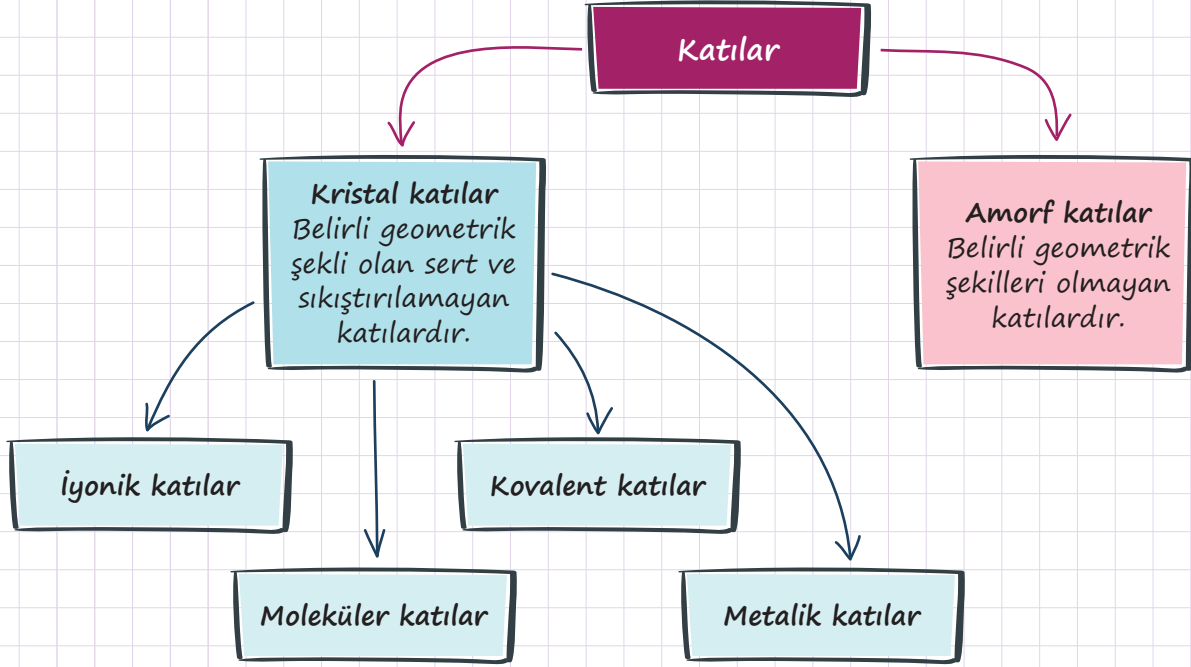 Katılar
Kristal katılar
Belirli geometrik
şekli olan sert ve
sıkıştırılamayan
katılardır.
Amorf katılar
Belirli geometrik
şekilleri olmayan
katılardır.
İyonik katılar
Kovalent katılar
Moleküler katılar
Metalik katılar